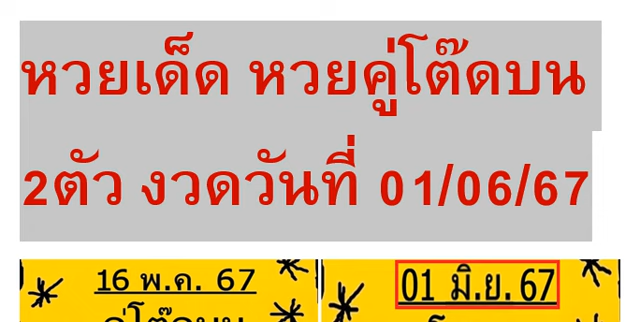 หวยเด็ด หวยคู่โต๊ดบน
2ตัว งวดวันที่ 01/06/67
16 พ.ค. 67
01 มิ.ย. 67